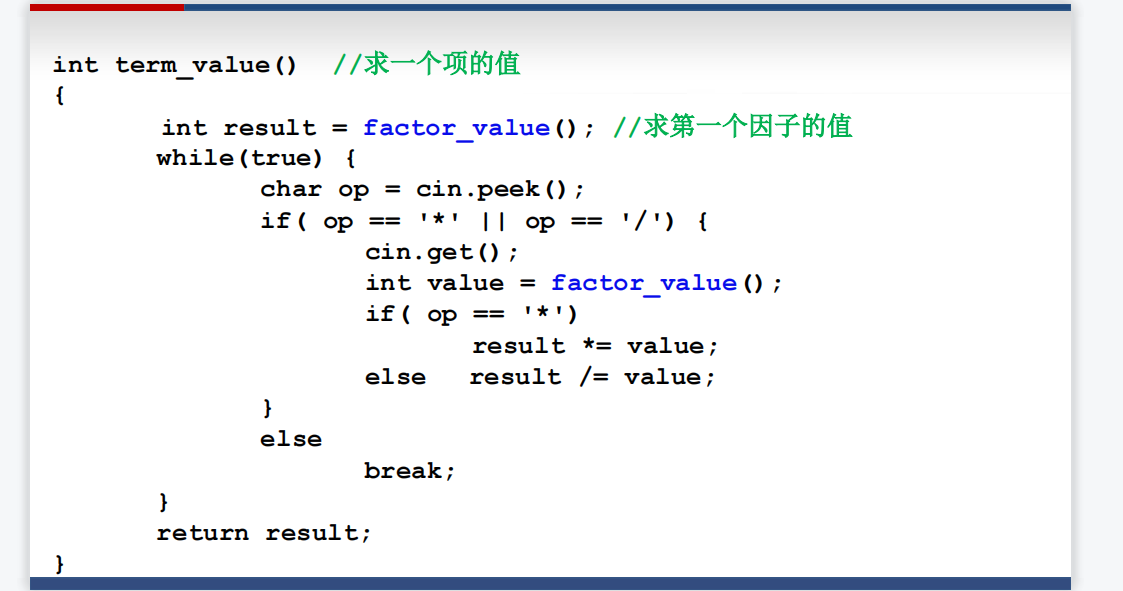 int term_value()  //求一个项的值
{
int result = factor_value(); //求第一个因子的值
while(true) {
char op = cin.peek();
if( op == '*' || op == '/') {
cin.get();
int value = factor_value();
if( op == '*')
result *= value;
else  result /= value;
}
else
break;
}
return result;
}